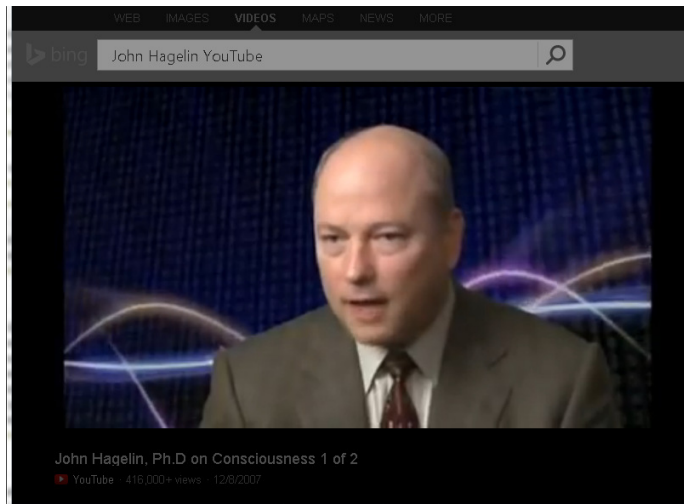 WEB IMAGES VIDEOS MAPS NEWS MORE
bing John Hagelin YouTube
John Hagelin, Ph.D on Consciousness 1 of 2
YouTube · 416,000+ views · 12/8/2007